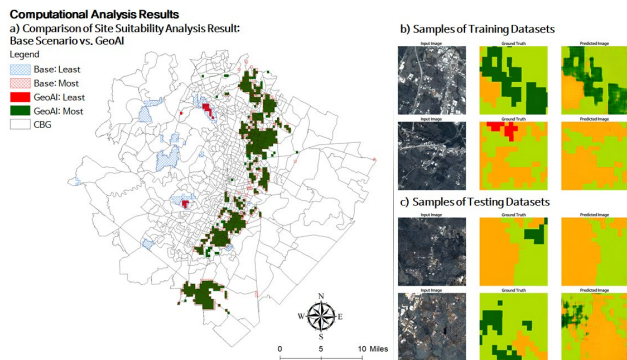 Computational Analysis Results
a) Comparison of Site Suitability Analysis Result:
Base Scenario vs. GeoAI
Legend
Base: Least
Base: Most
GeoAI: Least
GeoAI: Most
CBG
N
W
E
S
0 5 10 Miles
b) Samples of Training Datasets
Input Image Ground Truth Predicted Image
Input Image Ground Truth Predicted Image
c) Samples of Testing Datasets
Input Image Ground Truth Predicted Image
Input Image Ground Truth Predicted Image